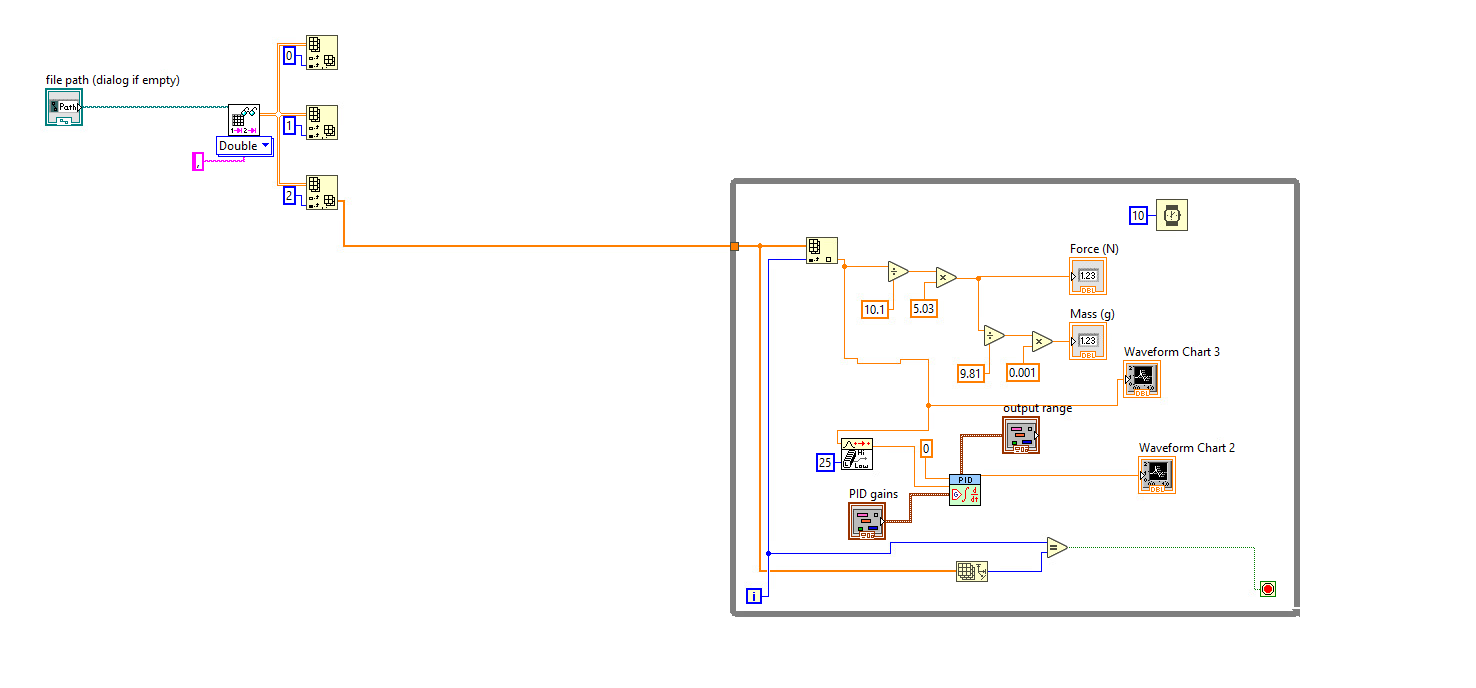 0
file path (dialog if empty)
Path
1
Double
,
2
10
Force (N)
1.23
DBL
10.1
5.03
Mass (g)
1.23
DBL
9.81
0.001
Waveform Chart 3
DBL
output range
0
Hi
Low
25
Waveform Chart 2
DBL
PID
PID gains
=
i